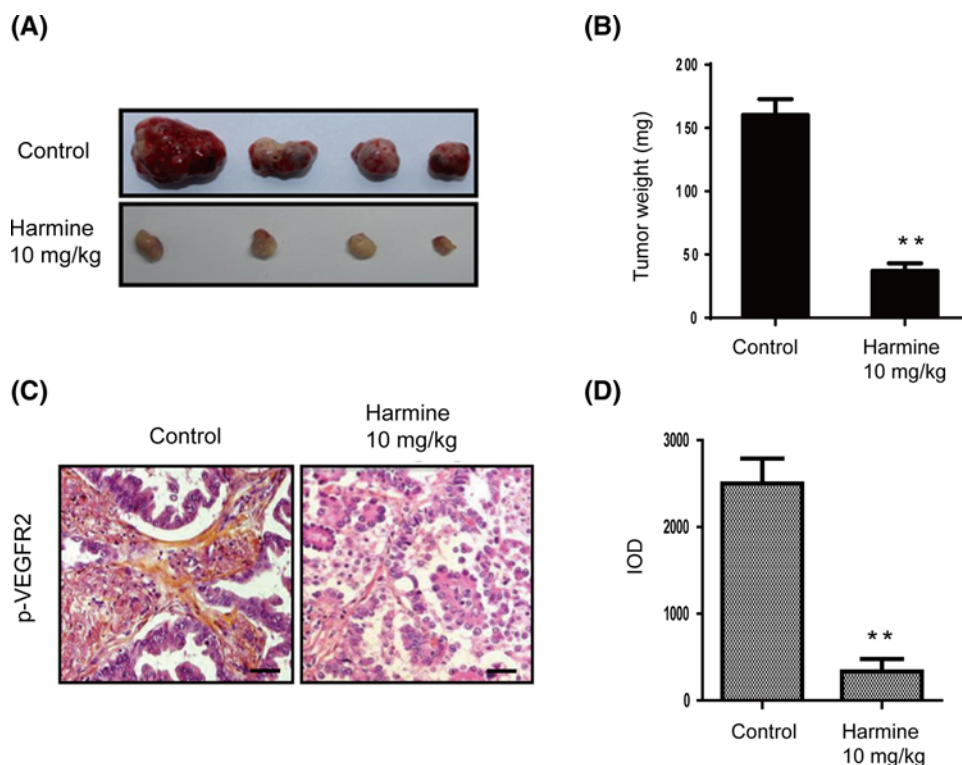 (A)
Control
Harmine
10 mg/kg
(B)
Tumor weight (mg)
200
150
100
50
0
* *
Control
Harmine
10 mg/kg
(C)
Control
Harmine
10 mg/kg
p-VEGFR2
(D)
IOD
3000
2000
1000
0
* *
Control
Harmine
10 mg/kg